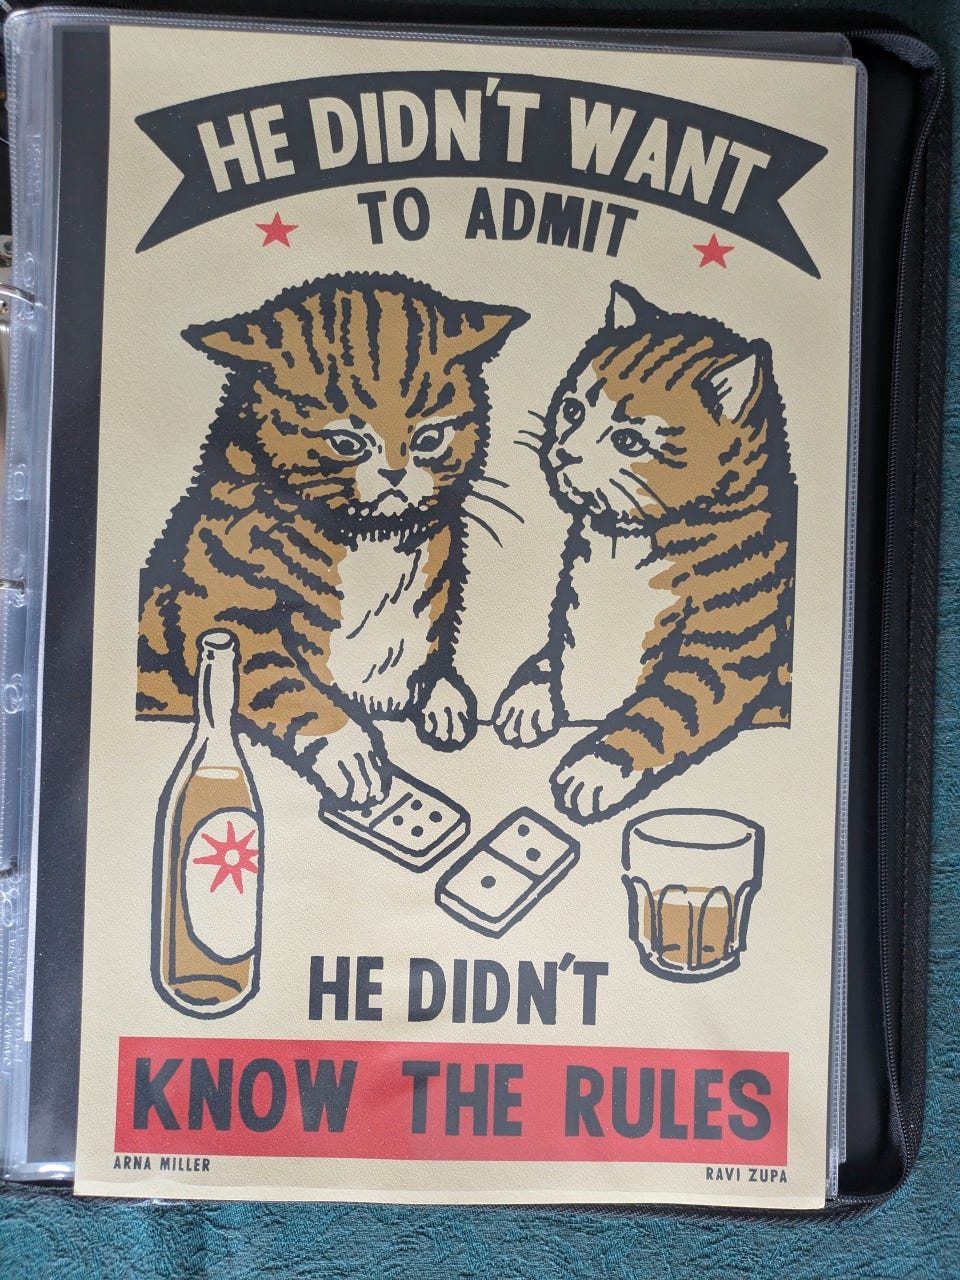 HE DIDN'T WANT
TO ADMIT
HE DIDN'T
KNOW THE RULES
ARNA MILLER
RAVI ZUPA